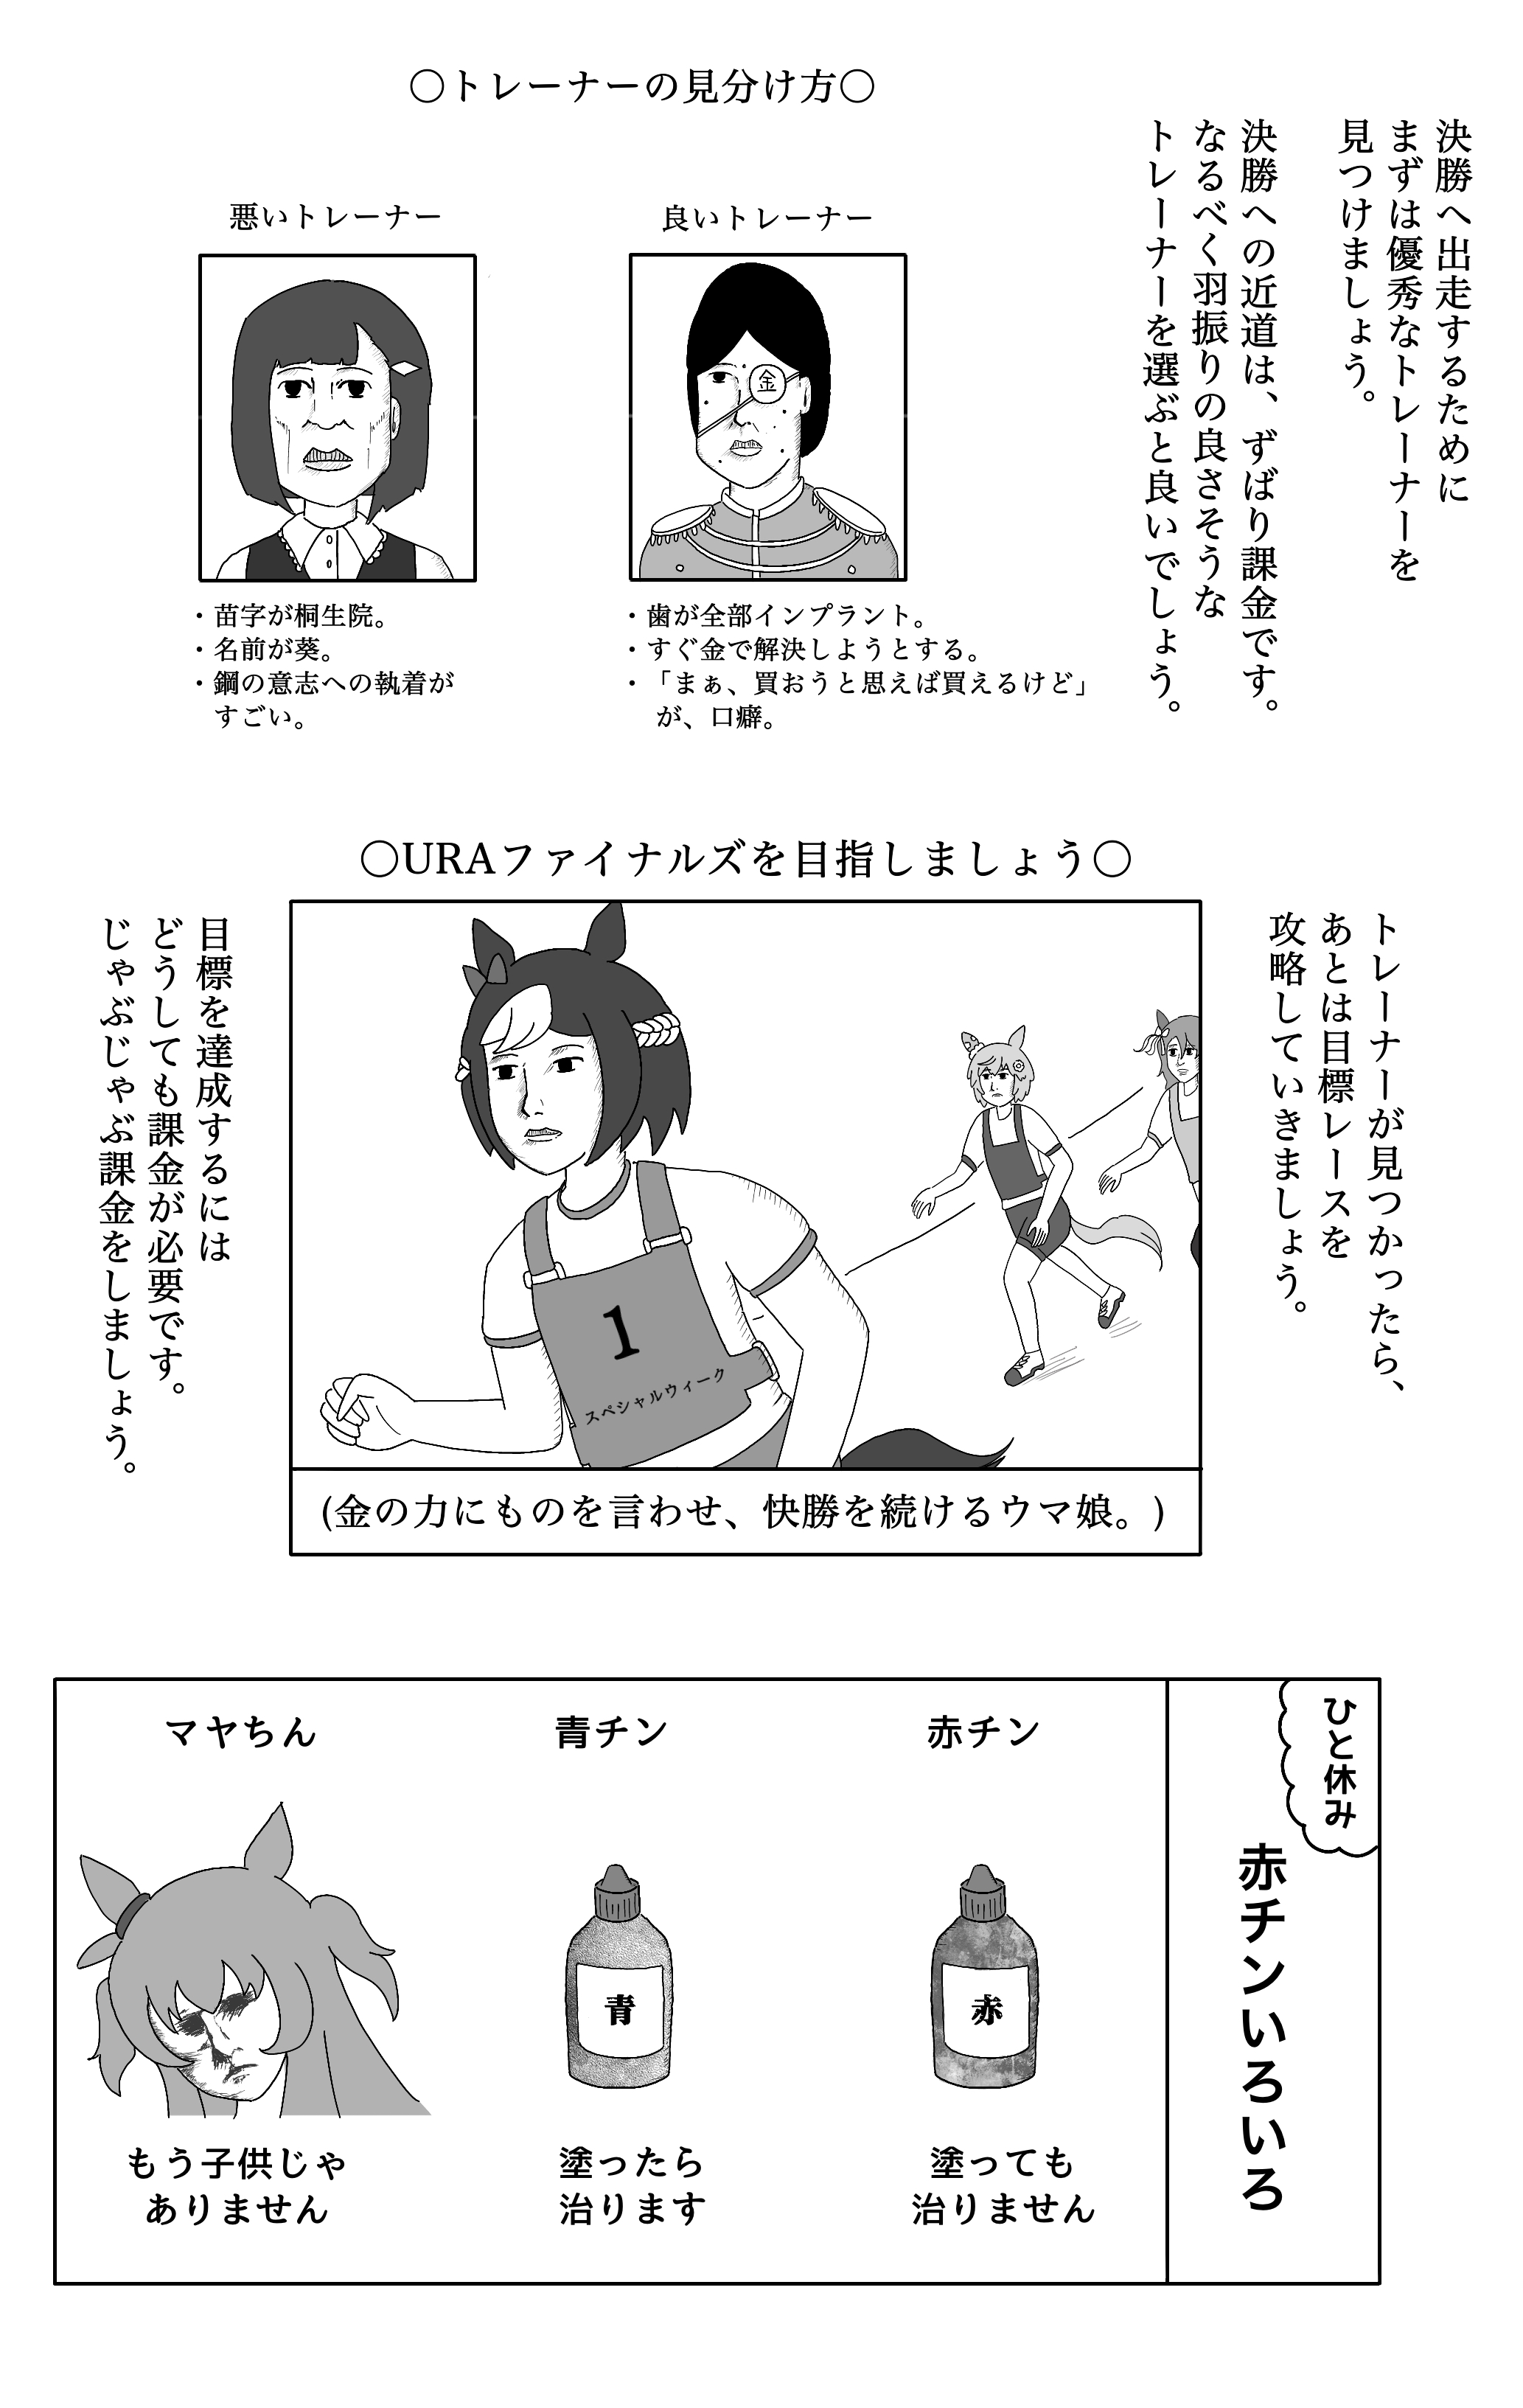 決勝へ出走するために
まずは優秀なトレーナーを
見つけましょう。
決勝への近道は、ずばり課金です。
なるべく羽振りの良さそうな
トレーナーを選ぶと良いでしょう。
〇トレーナーの見分け方〇
良いトレーナー
金
・歯が全部インプラント。
・すぐ金で解決しようとする。
・「まぁ、買おうと思えば買えるけど」
が、口癖。
悪いトレーナー
・苗字が桐生院。
・名前が葵。
・鋼の意志への執着が
すごい。
〇URAファイナルズを目指しましょう〇
トレーナーが見つかったら、
あとは目標レースを
攻略していきましょう。
1
スペシャルウィーク
(金の力にものを言わせ、快勝を続けるウマ娘。)
目標を達成するには
どうしても課金が必要です。
じゃぶじゃぶ課金をしましょう。
ひと休み
赤チンいろいろ
赤チン
赤
塗っても
治りません
青チン
青
塗ったら
治ります
マヤちん
もう子供じゃ
ありません